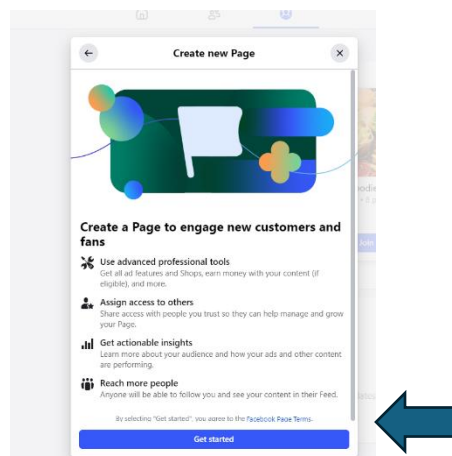 Create new Page
Create a Page to engage new customers and
fans
Use advanced professional tools
Get all ad features and Shops, earn money with your content (if
eligible), and more.
Assign access to others
Share access with people you trust so they can help manage and grow
your Page.
Get actionable insights
Learn more about your audience and how your ads and other content
are performing.
Reach more people
Anyone will be able to follow you and see your content in their Feed.
By selecting "Get started", you agree to the Facebook Page Terms.
Get started